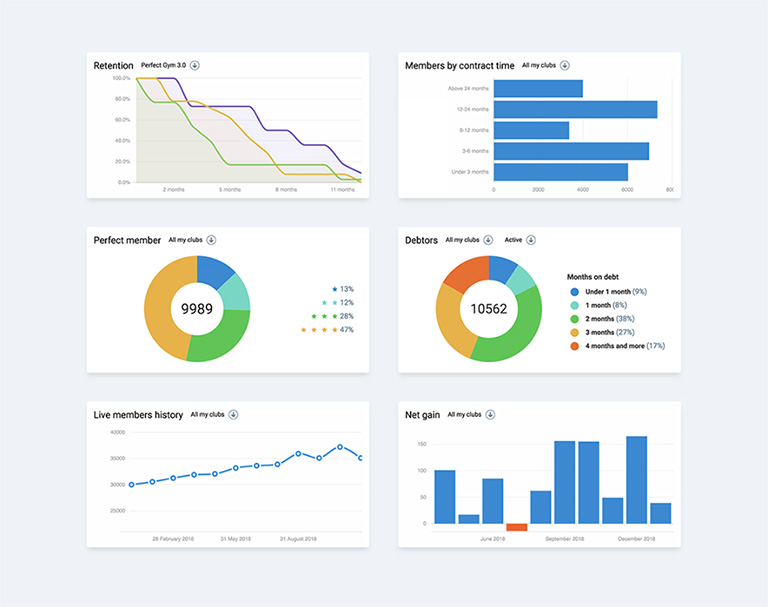 Retention Perfect Gym 3.0
100.0%
80.0%
60.0%
40.0%
20.0%
0.0%
2 months 5 months 8 months 11 months
Members by contract time All my clubs
Above 24 months
12-24 months
6-12 months
3-6 months
Under 3 months
0 2000 4000 6000
Perfect member All my clubs
9989
13%
12%
28%
47%
Debtors All my clubs Active
10562
Months on debt
Under 1 month (9%)
1 month (8%)
2 months (38%)
3 months (27%)
4 months and more (17%)
Live members history All my clubs
40000
35000
30000
25000
28 February 2018 31 May 2018 31 August 2018
Net gain All my clubs
150
100
50
0
June 2018 September 2018 December 2018